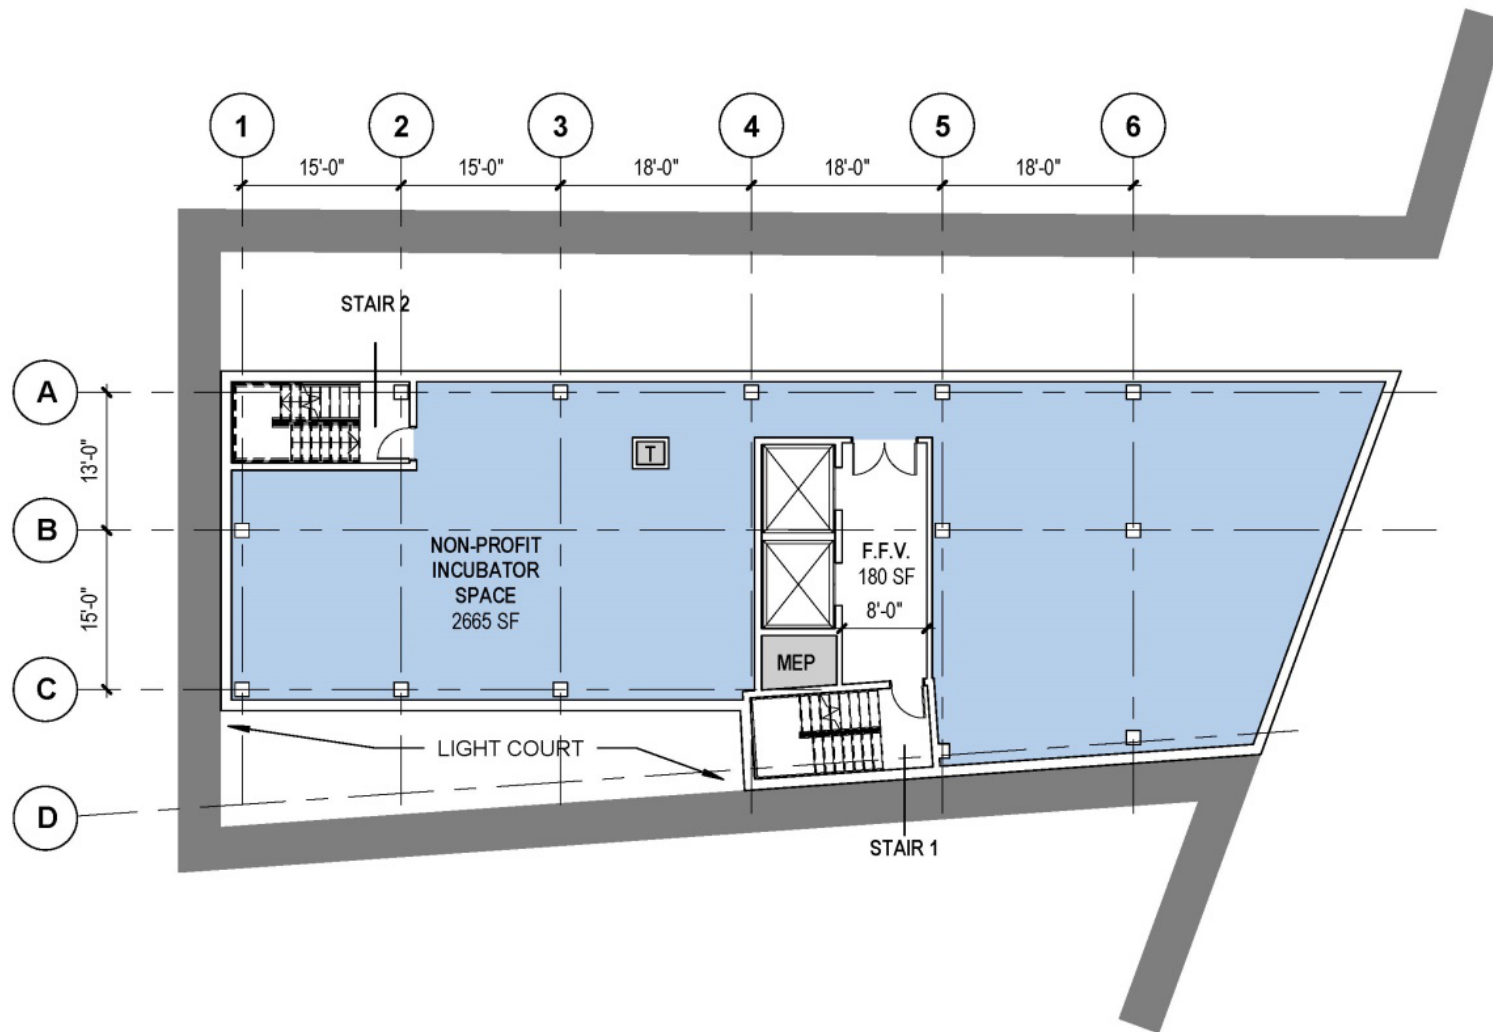 1
2
3
4
5
6
15'-0"
15'-0"
18'-0"
18'-0"
18'-0"
STAIR 2
A
13'-0"
T
B
NON-PROFIT
INCUBATOR
SPACE
2665 SF
F.F.V.
180 SF
8'-0"
15'-0"
MEP
C
LIGHT COURT
D
STAIR 1